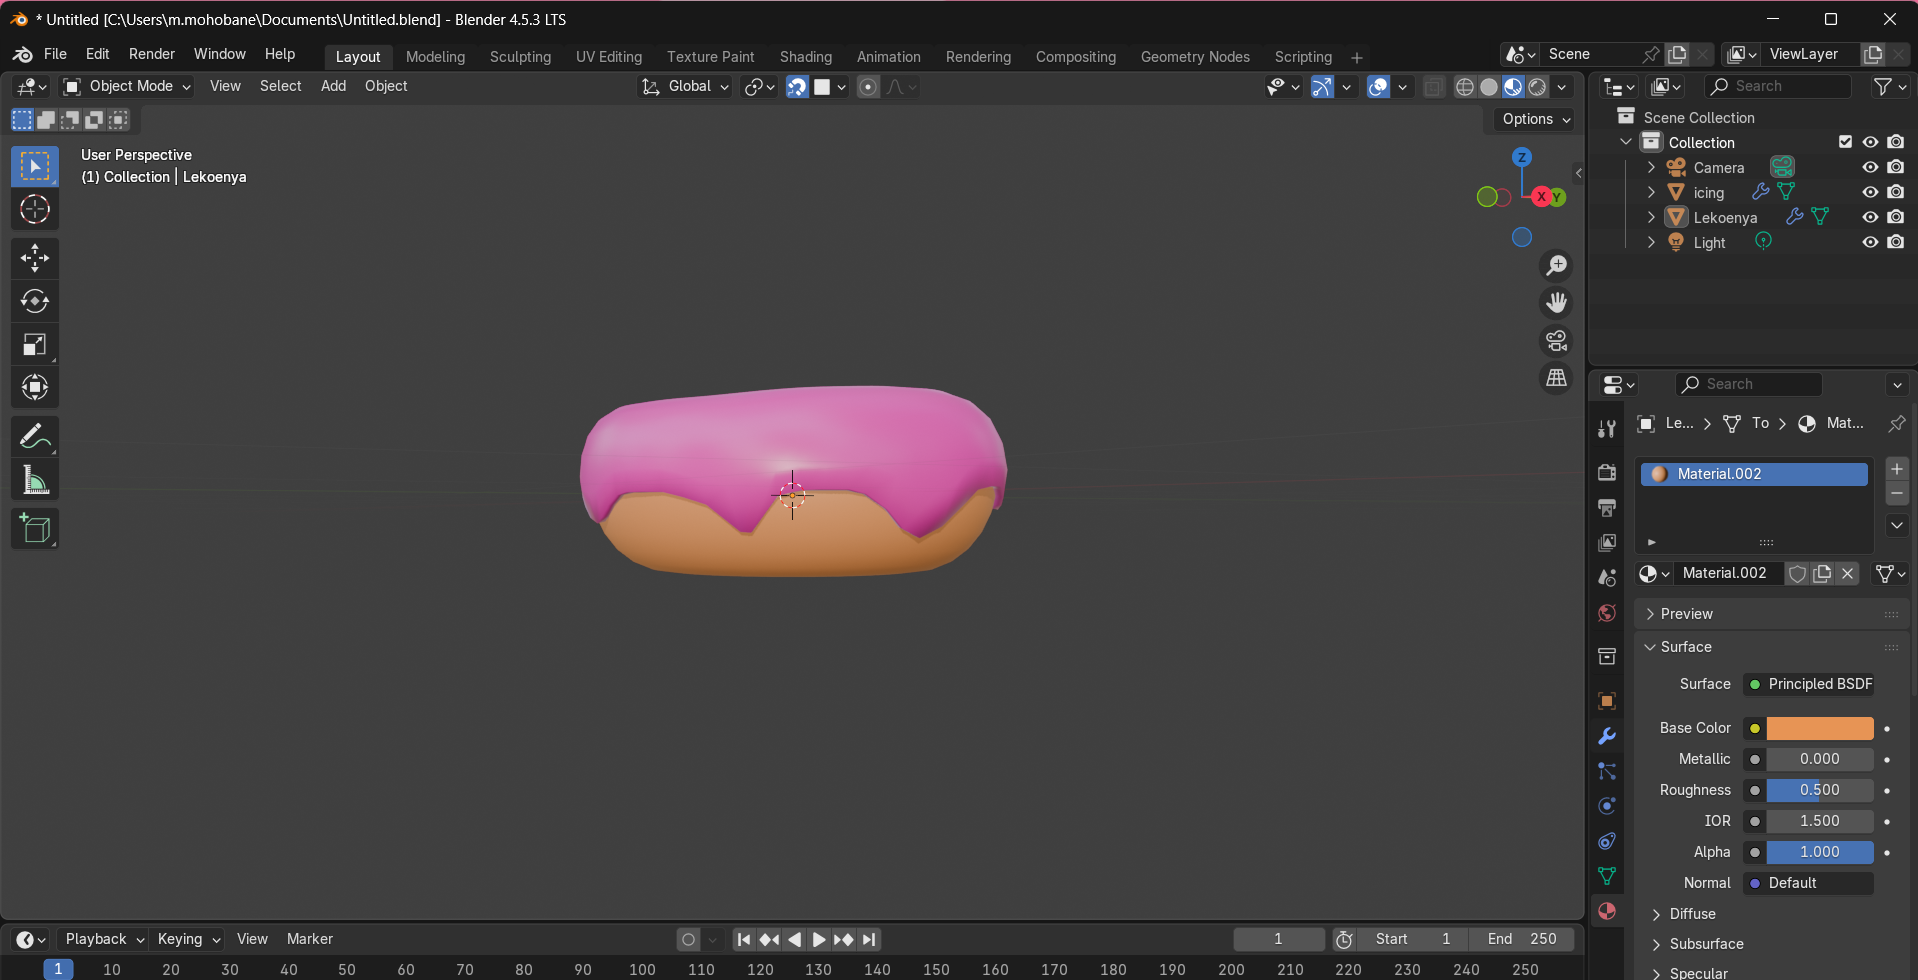 * Untitled [C:\Users\m.mohobane\Documents\Untitled.blend] - Blender 4.5.3 LTS
File Edit Render Window Help Layout Modeling Sculpting UV Editing Texture Paint Shading Animation Rendering Compositing Geometry Nodes Scripting + Scene ViewLayer
Object Mode View Select Add Object Global Search
Options
Scene Collection
Collection
Camera
icing
Lekoenya
Light
User Perspective
(1) Collection | Lekoenya
Z
X Y
Search
Le... > To > Mat...
Material.002
Material.002
Preview
Surface
Surface Principled BSDF
Base Color
Metallic 0.000
Roughness 0.500
IOR 1.500
Alpha 1.000
Normal Default
Diffuse
Subsurface
Specular
Playback Keying View Marker 1 Start 1 End 250
1 10 20 30 40 50 60 70 80 90 100 110 120 130 140 150 160 170 180 190 200 210 220 230 240 250